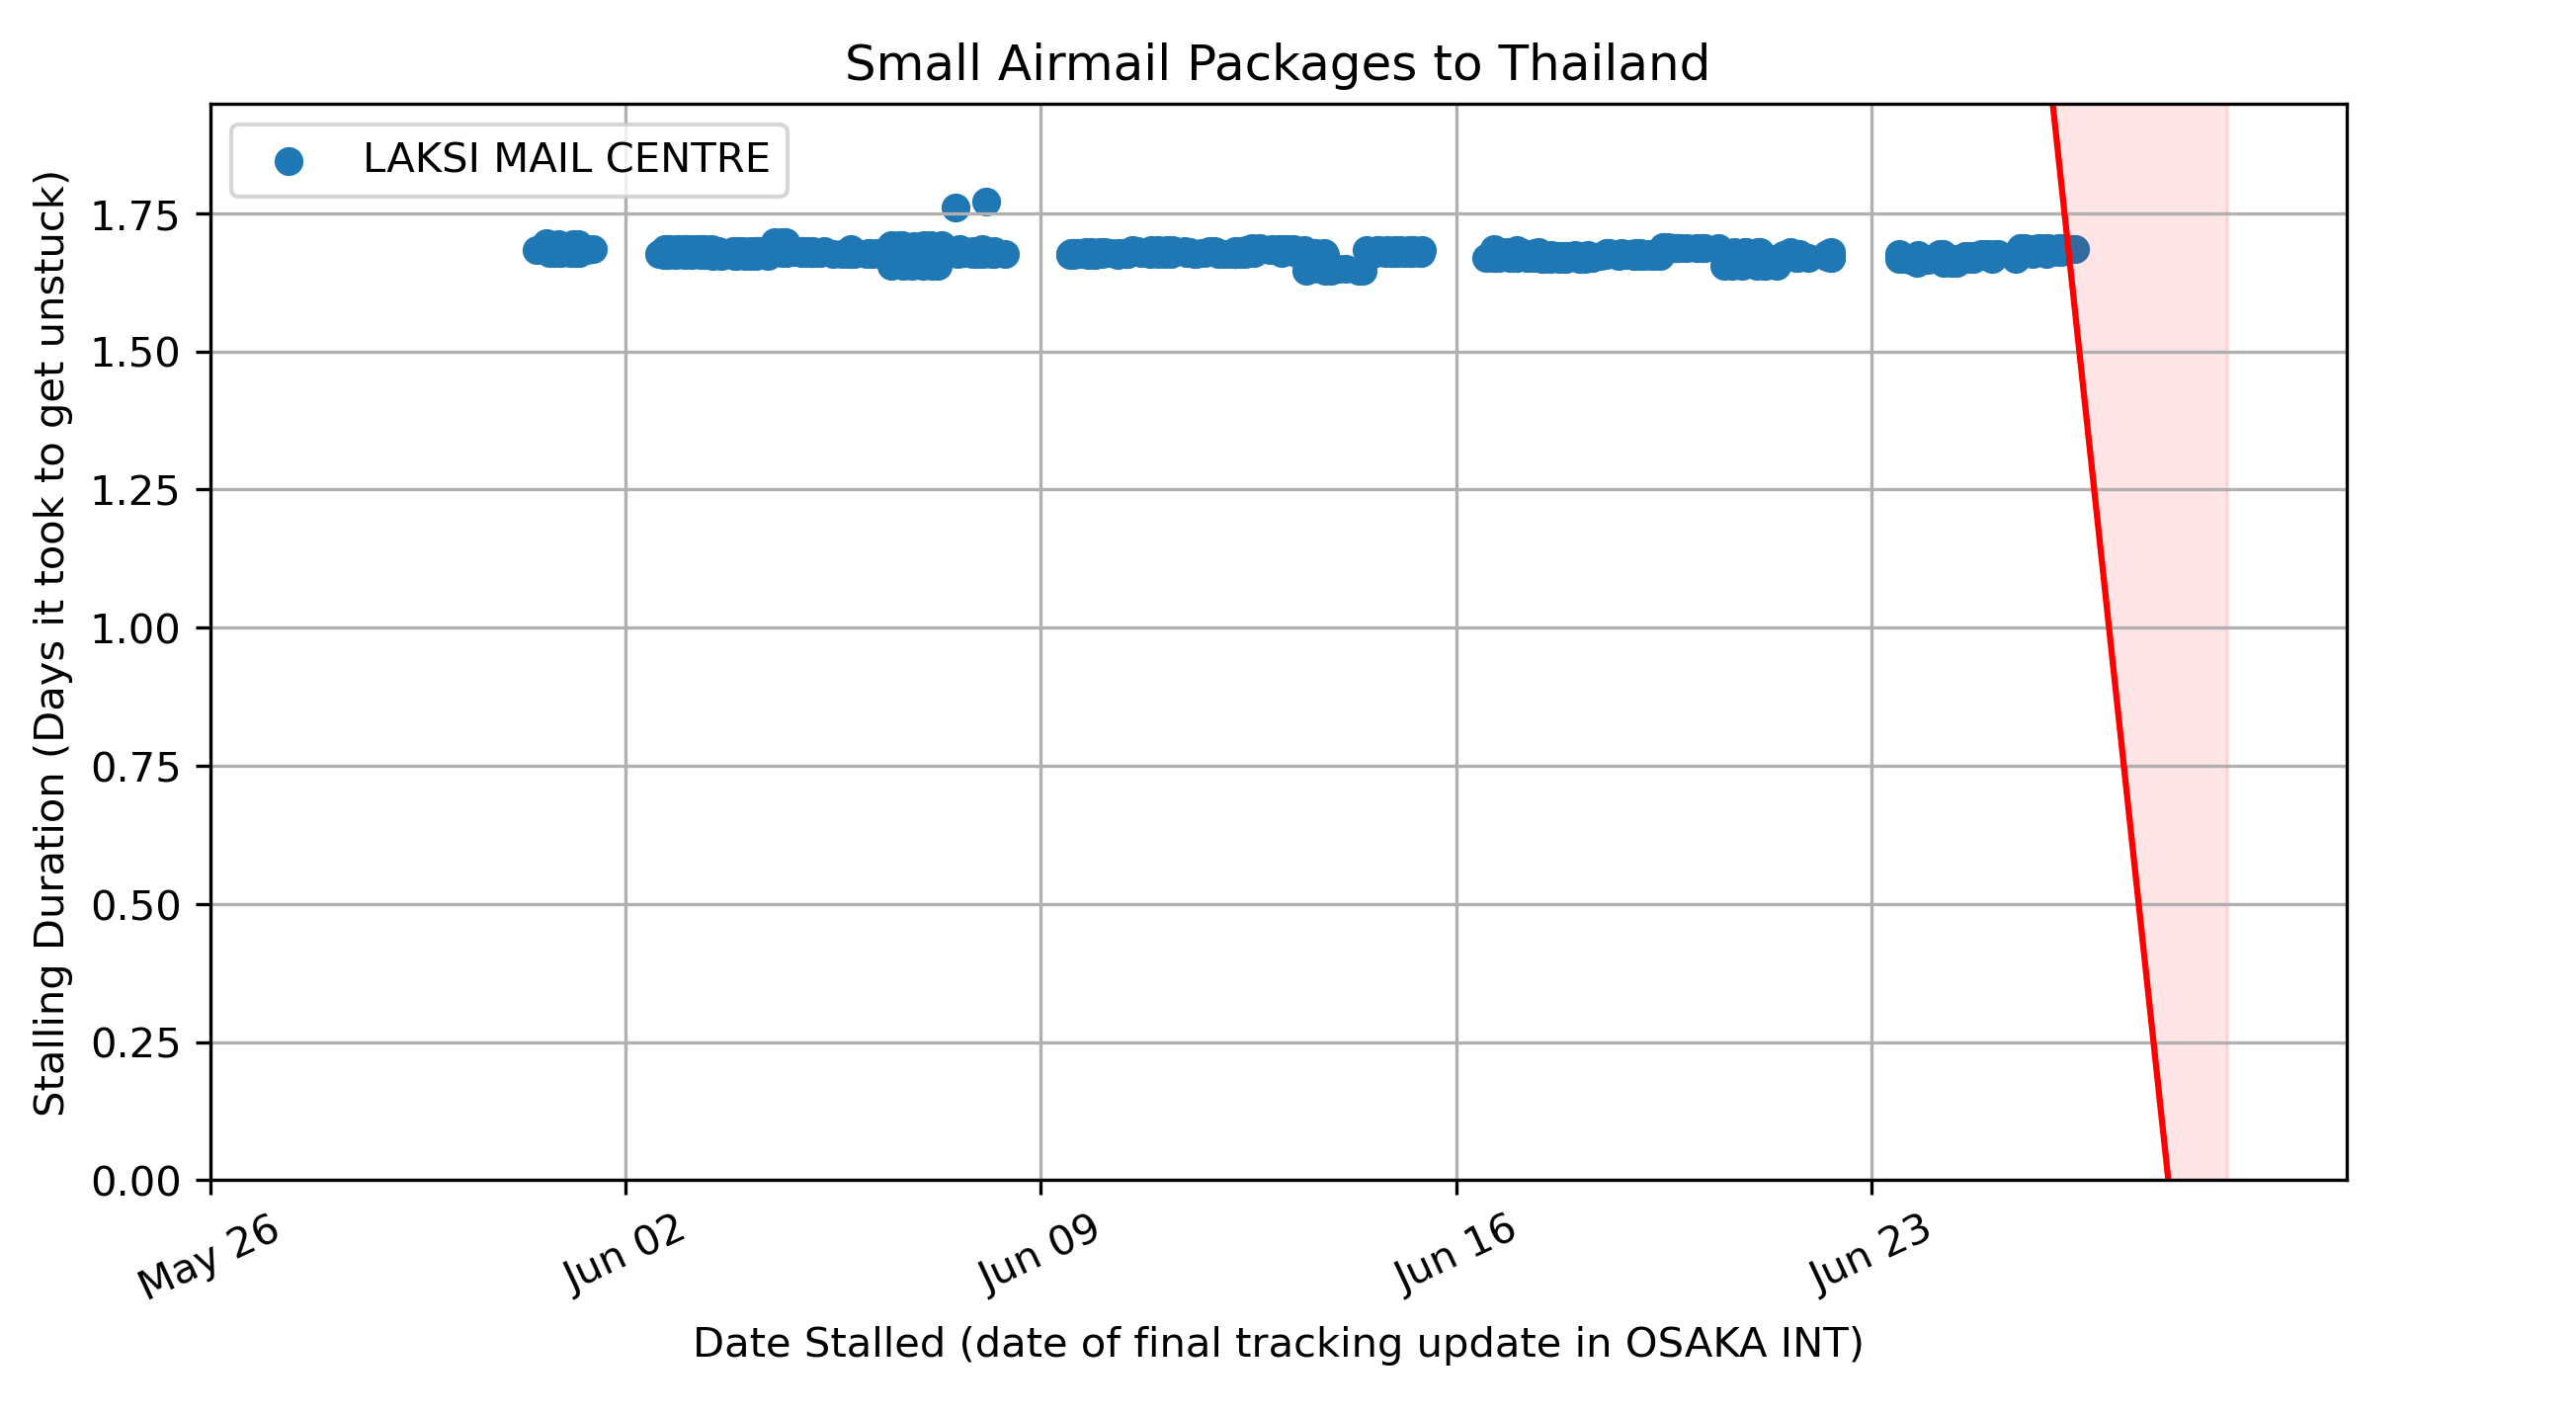 Small Airmail Packages to Thailand
LAKSI MAIL CENTRE
Stalling Duration (Days it took to get unstuck)
1.75
1.50
1.25
1.00
0.75
0.50
0.25
0.00
May 26
Jun 02
Jun 09
Jun 16
Jun 23
Date Stalled (date of final tracking update in OSAKA INT)